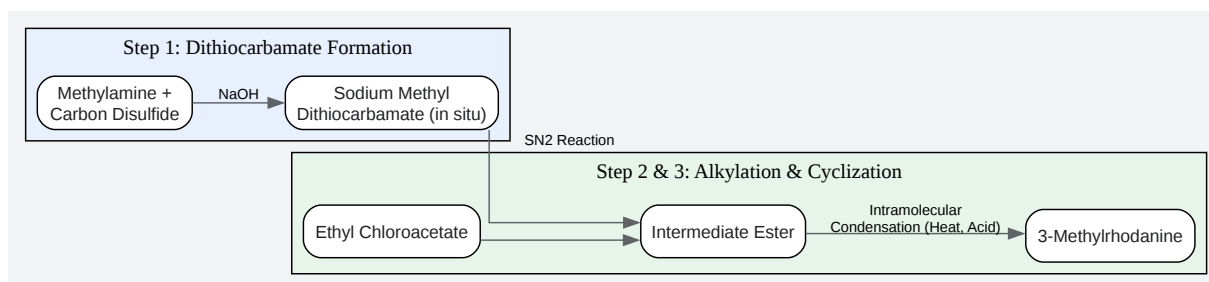 Step 1: Dithiocarbamate Formation
Methylamine +
Carbon Disulfide
NaOH
Sodium Methyl
Dithiocarbamate (in situ)
SN2 Reaction
Step 2 & 3: Alkylation & Cyclization
Ethyl Chloroacetate
Intermediate Ester
Intramolecular
Condensation (Heat, Acid)
3-Methylrhodanine